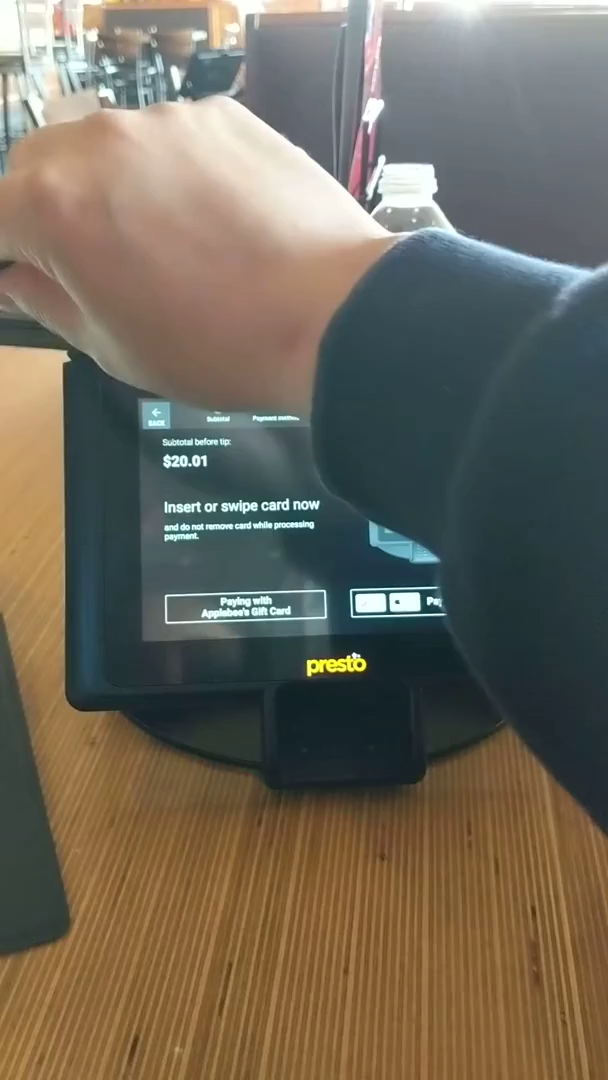 BACK
Subtotal
Payment
Subtotal before tip:
$20.01
Insert or swipe card now
and do not remove card while processing
payment.
Paying with
Applebee's Gift Card
presto